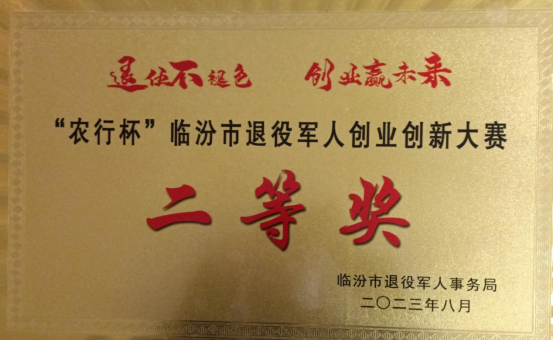 退伍不褪色 创业赢未来
“农行杯”临汾市退役军人创业创新大赛
二等奖
临汾市退役军人事务局
二〇二三年八月